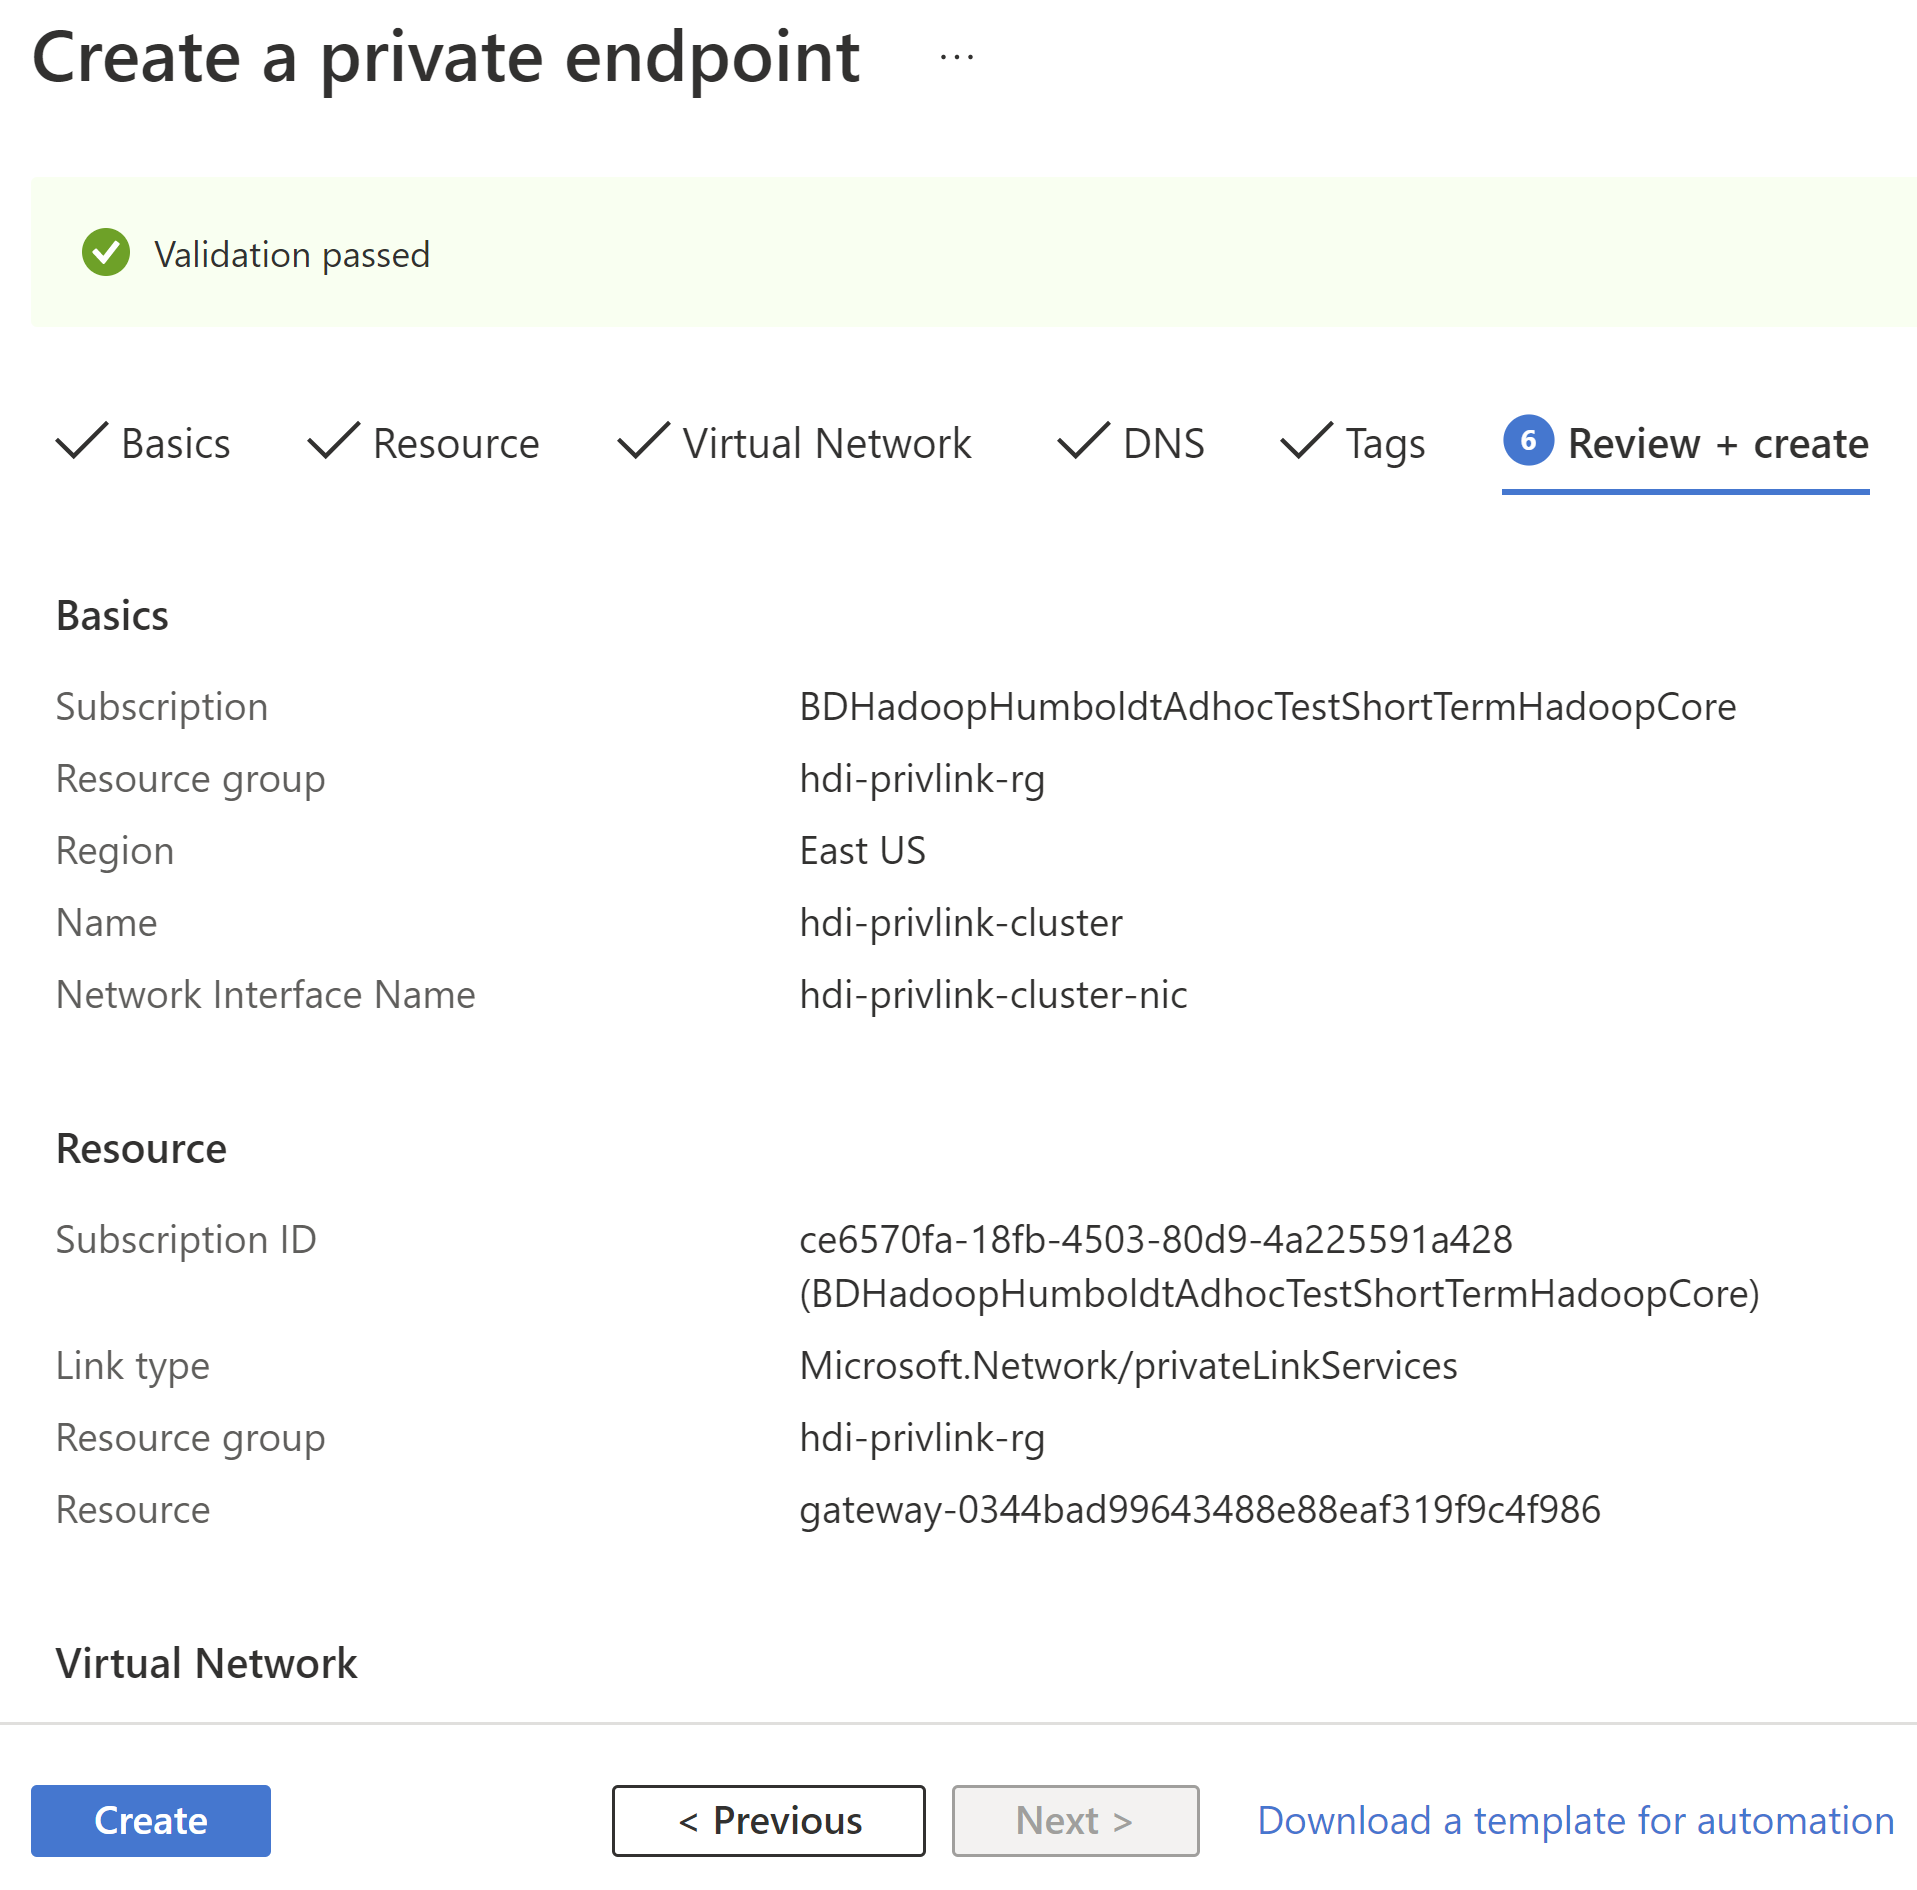 Create a private endpoint ...
Validation passed
Basics Resource Virtual Network DNS Tags 6 Review + create
Basics
Subscription BDHadoopHumboldtAdhocTestShortTermHadoopCore
Resource group hdi-privlink-rg
Region East US
Name hdi-privlink-cluster
Network Interface Name hdi-privlink-cluster-nic
Resource
Subscription ID ce6570fa-18fb-4503-80d9-4a225591a428
(BDHadoopHumboldtAdhocTestShortTermHadoopCore)
Link type Microsoft.Network/privateLinkServices
Resource group hdi-privlink-rg
Resource gateway-0344bad99643488e88eaf319f9c4f986
Virtual Network
Create < Previous Next > Download a template for automation